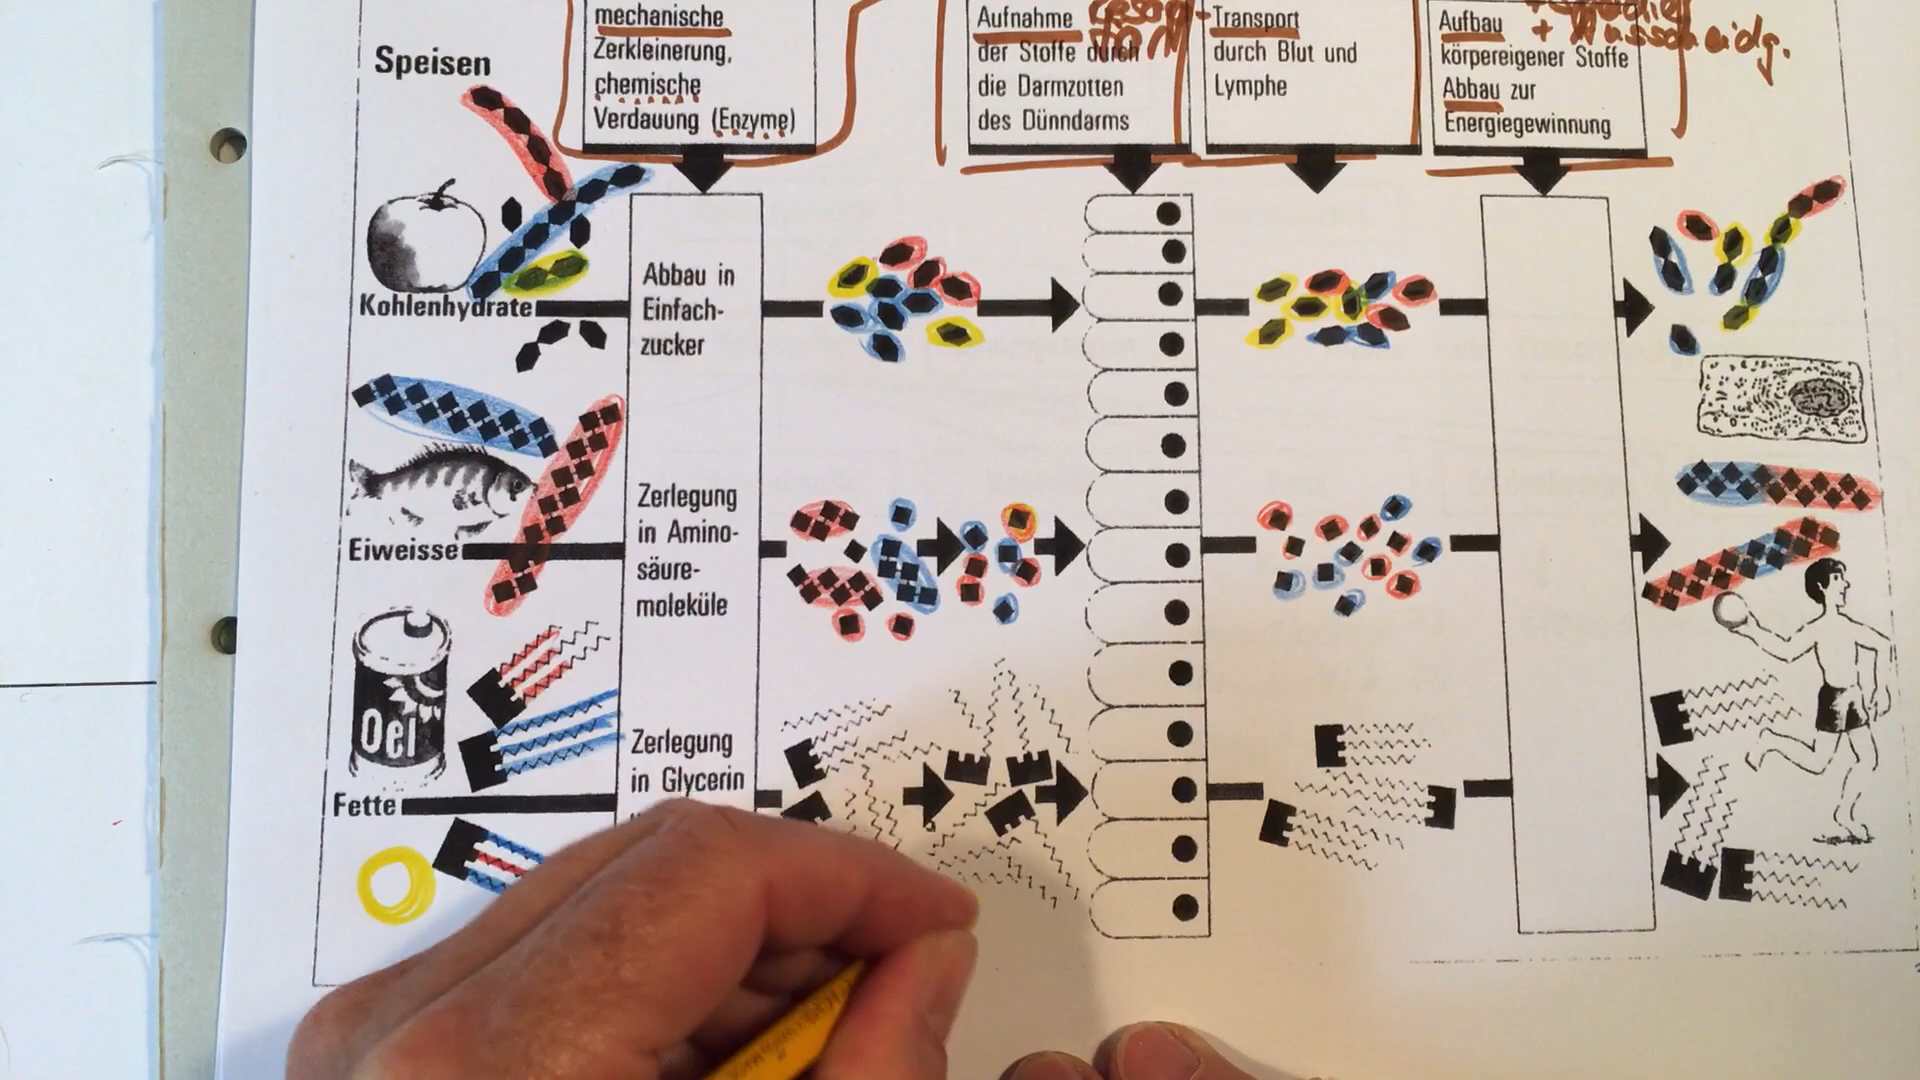 mechanische
Zerkleinerung,
chemische
Verdauung (Enzyme)
Aufnahme
der Stoffe durch
die Darmzotten
des Dünndarms
Transport
durch Blut und
Lymphe
Aufbau
körpereigener Stoffe
Abbau zur
Energiegewinnung
+ Ausscheidg.
Speisen
Kohlenhydrate
Abbau in
Einfach-
zucker
Eiweisse
Zerlegung
in Amino-
säure-
moleküle
Oel
Fette
Zerlegung
in Glycerin